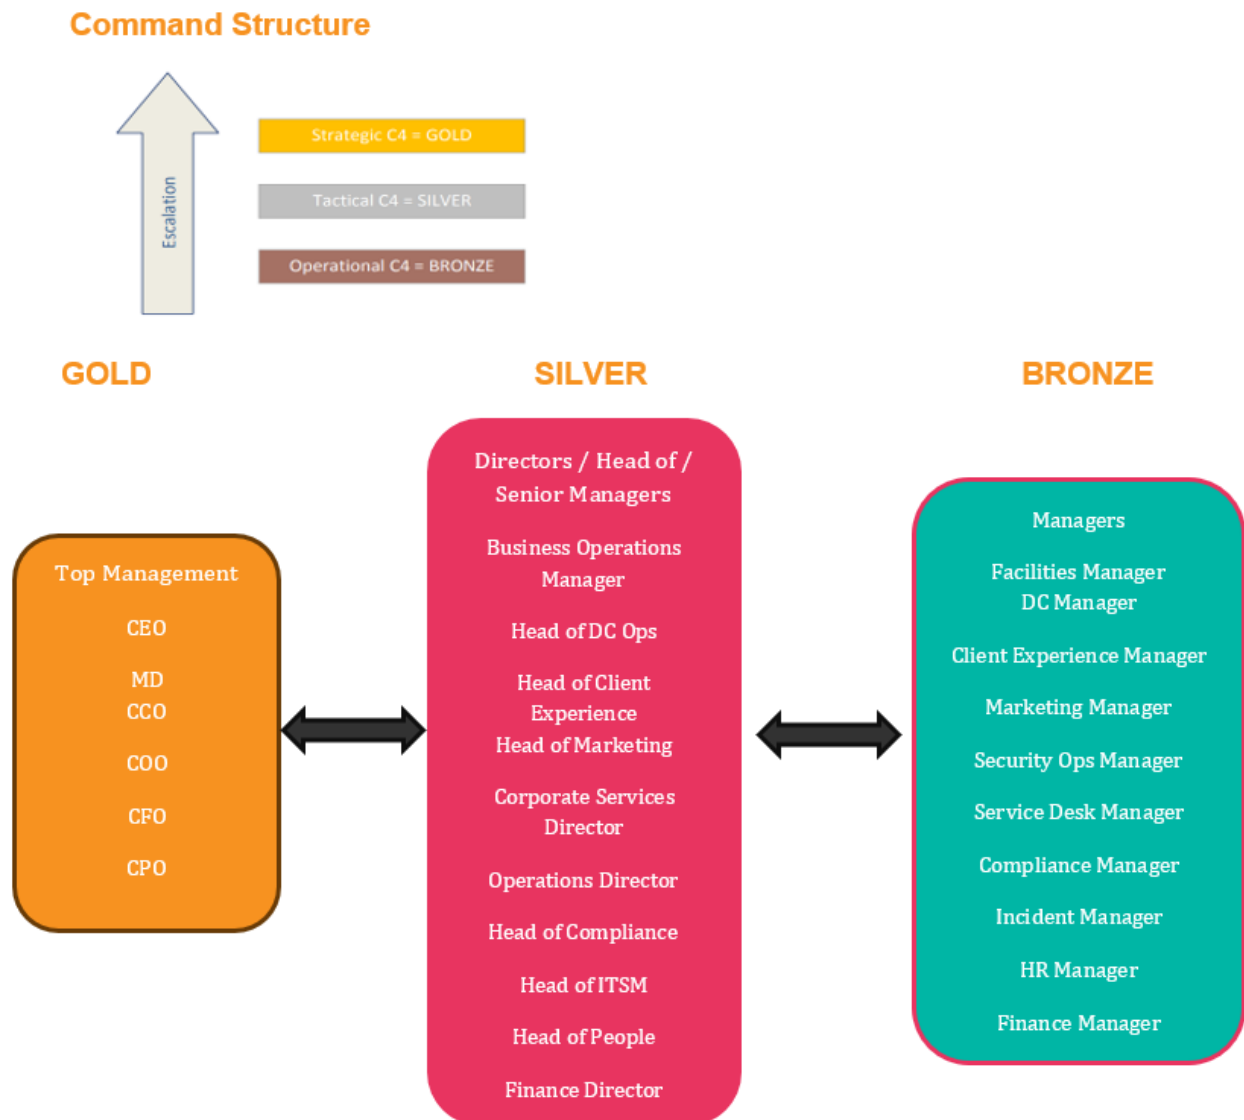 Command Structure
Escalation
Strategic C4 = GOLD
Tactical C4 = SILVER
Operational C4 = BRONZE
GOLD
Top Management
CEO
MD
CCO
COO
CFO
CPO
SILVER
Directors / Head of /
Senior Managers
Business Operations
Manager
Head of DC Ops
Head of Client
Experience
Head of Marketing
Corporate Services
Director
Operations Director
Head of Compliance
Head of ITSM
Head of People
Finance Director
BRONZE
Managers
Facilities Manager
DC Manager
Client Experience Manager
Marketing Manager
Security Ops Manager
Service Desk Manager
Compliance Manager
Incident Manager
HR Manager
Finance Manager